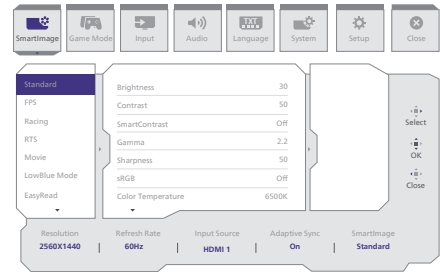 SmartImage
Game Mode
Input
Audio
TXT
Language
System
Setup
Close
Standard
FPS
Racing
RTS
Movie
LowBlue Mode
EasyRead
Brightness 30
Contrast 50
SmartContrast Off
Gamma 2.2
Sharpness 50
sRGB Off
Color Temperature 6500K
Select
OK
Close
Resolution Refresh Rate Input Source Adaptive Sync SmartImage
2560X1440 60Hz HDMI 1 On Standard